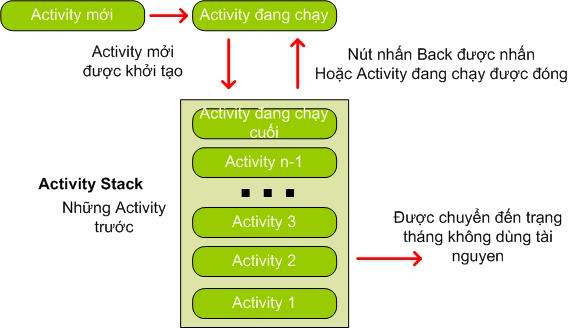 Activity mới
Activity đang chạy
Activity mởi
được khởi tạo
Nút nhấn Back được nhấn
Hoặc Activity đang chạy được đóng
Activity đang chạy
cuối
Activity n-1
Activity Stack
Những Activity
trước
Activity 3
Activity 2
Activity 1
Được chuyển đến trạng
tháng không dùng tài
nguyen